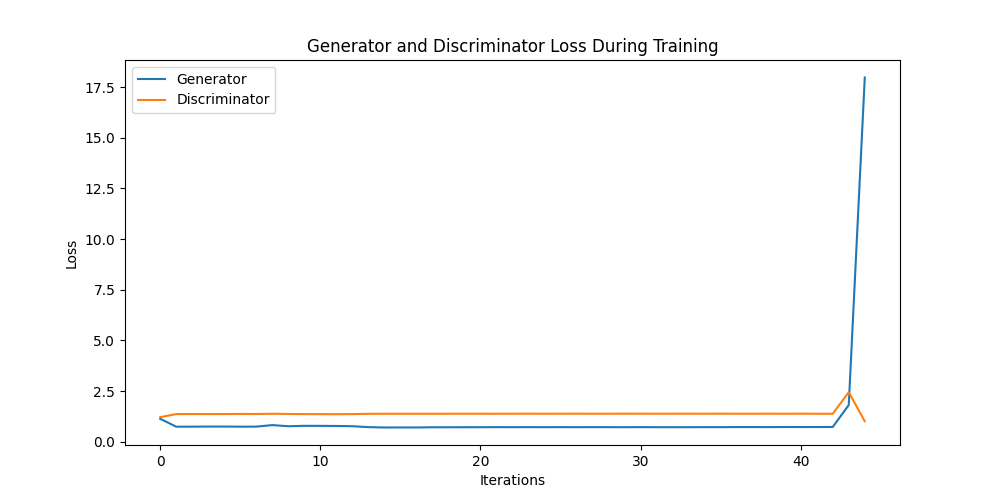 Generator and Discriminator Loss During Training
Generator
Discriminator
17.5
15.0
12.5
10.0
7.5
5.0
2.5
0.0
Loss
0 10 20 30 40
Iterations